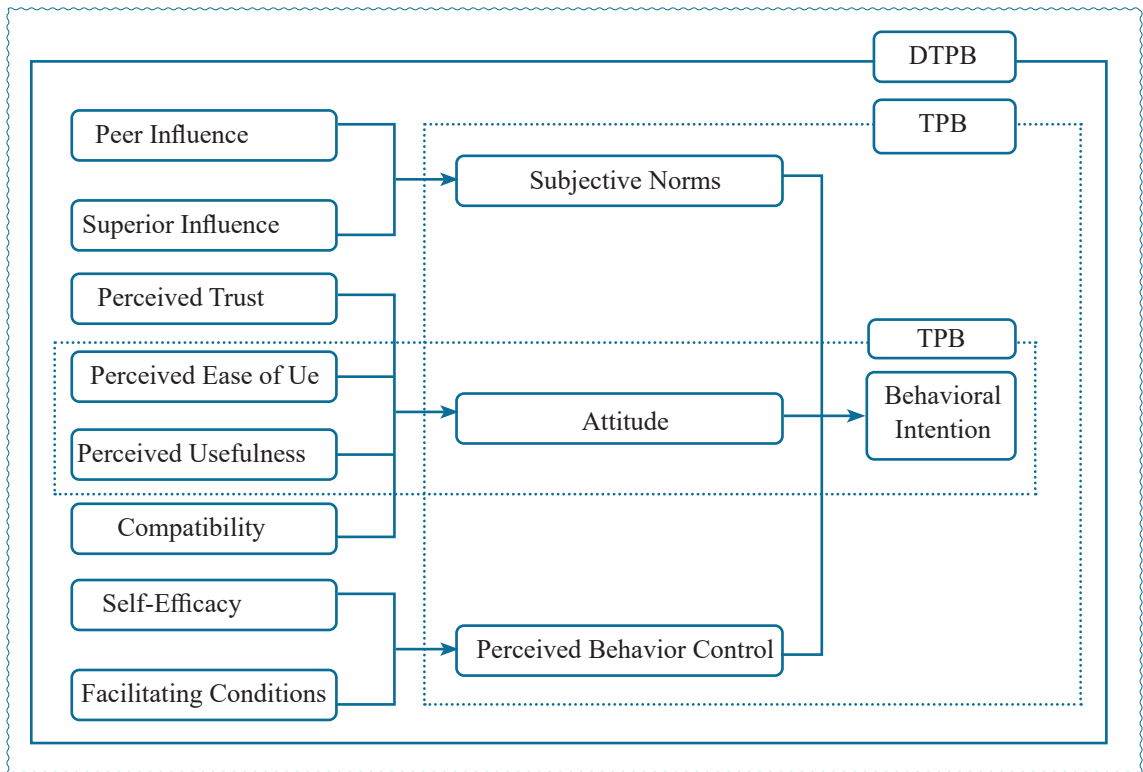 DTPB
TPB
Peer Influence
Superior Influence
Subjective Norms
Perceived Trust
TPB
Perceived Ease of Ue
Perceived Usefulness
Attitude
Behavioral
Intention
Compatibility
Self-Efficacy
Facilitating Conditions
Perceived Behavior Control